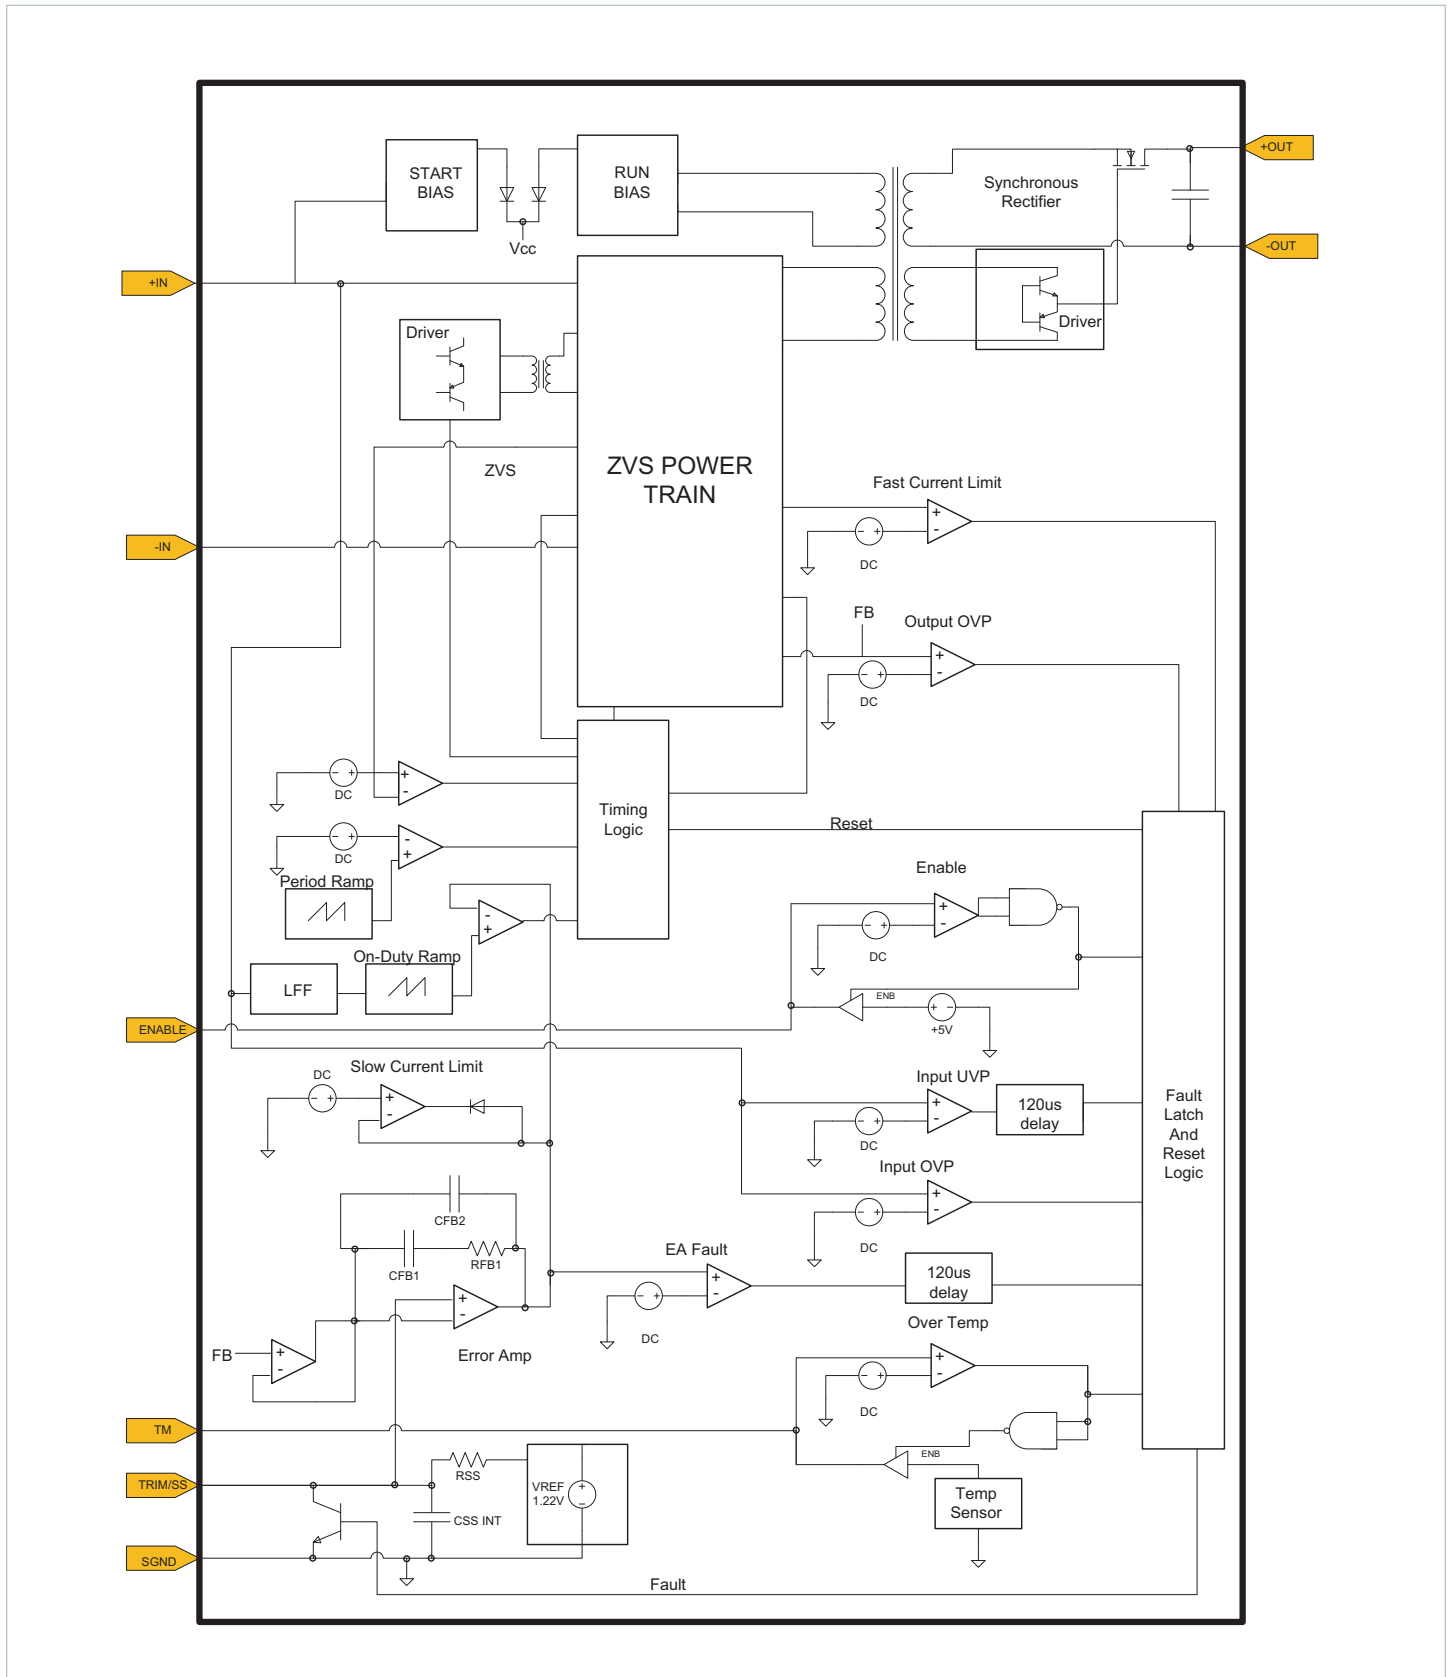 START
BIAS
RUN
BIAS
Vcc
Synchronous
Rectifier
+OUT
-OUT
+IN
Driver
Driver
ZVS
ZVS POWER
TRAIN
Fast Current Limit
+
-
- +
DC
-IN
FB
Output OVP
+
-
- +
DC
- +
DC
+
-
Timing
Logic
Reset
- +
DC
-
+
Period Ramp
Enable
+
-
- +
DC
-
+
On-Duty Ramp
LFF
ENB
+ -
+5V
ENABLE
Slow Current Limit
DC
- +
+
-
Input UVP
+
-
- +
DC
120us
delay
Fault
Latch
And
Reset
Logic
Input OVP
+
-
- +
DC
CFB2
CFB1
RFB1
EA Fault
+
-
- +
DC
120us
delay
+
-
Error Amp
FB
+
-
Over Temp
+
-
- +
DC
TM
ENB
TRIM/SS
RSS
VREF
1.22V
+
-
CSS INT
Temp
Sensor
SGND
Fault